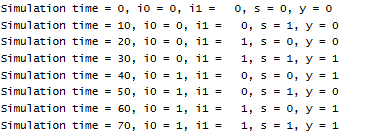 Simulation time = 0, i0 = 0, i1 =   0, s = 0, y = 0
Simulation time = 10, i0 = 0, i1 =   0, s = 1, y = 0
Simulation time = 20, i0 = 0, i1 =   1, s = 0, y = 0
Simulation time = 30, i0 = 0, i1 =   1, s = 1, y = 1
Simulation time = 40, i0 = 1, i1 =   0, s = 0, y = 1
Simulation time = 50, i0 = 1, i1 =   0, s = 1, y = 0
Simulation time = 60, i0 = 1, i1 =   1, s = 0, y = 1
Simulation time = 70, i0 = 1, i1 =   1, s = 1, y = 1